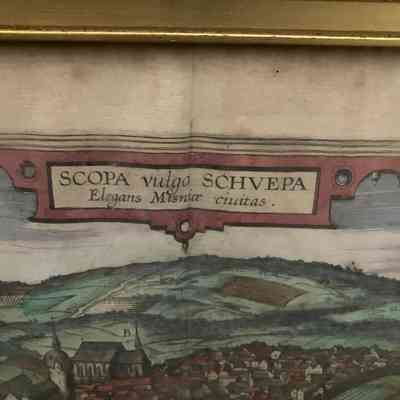 SCOPA vulgo SCHVEPA
Elegans Misniæ ciuitas.
B